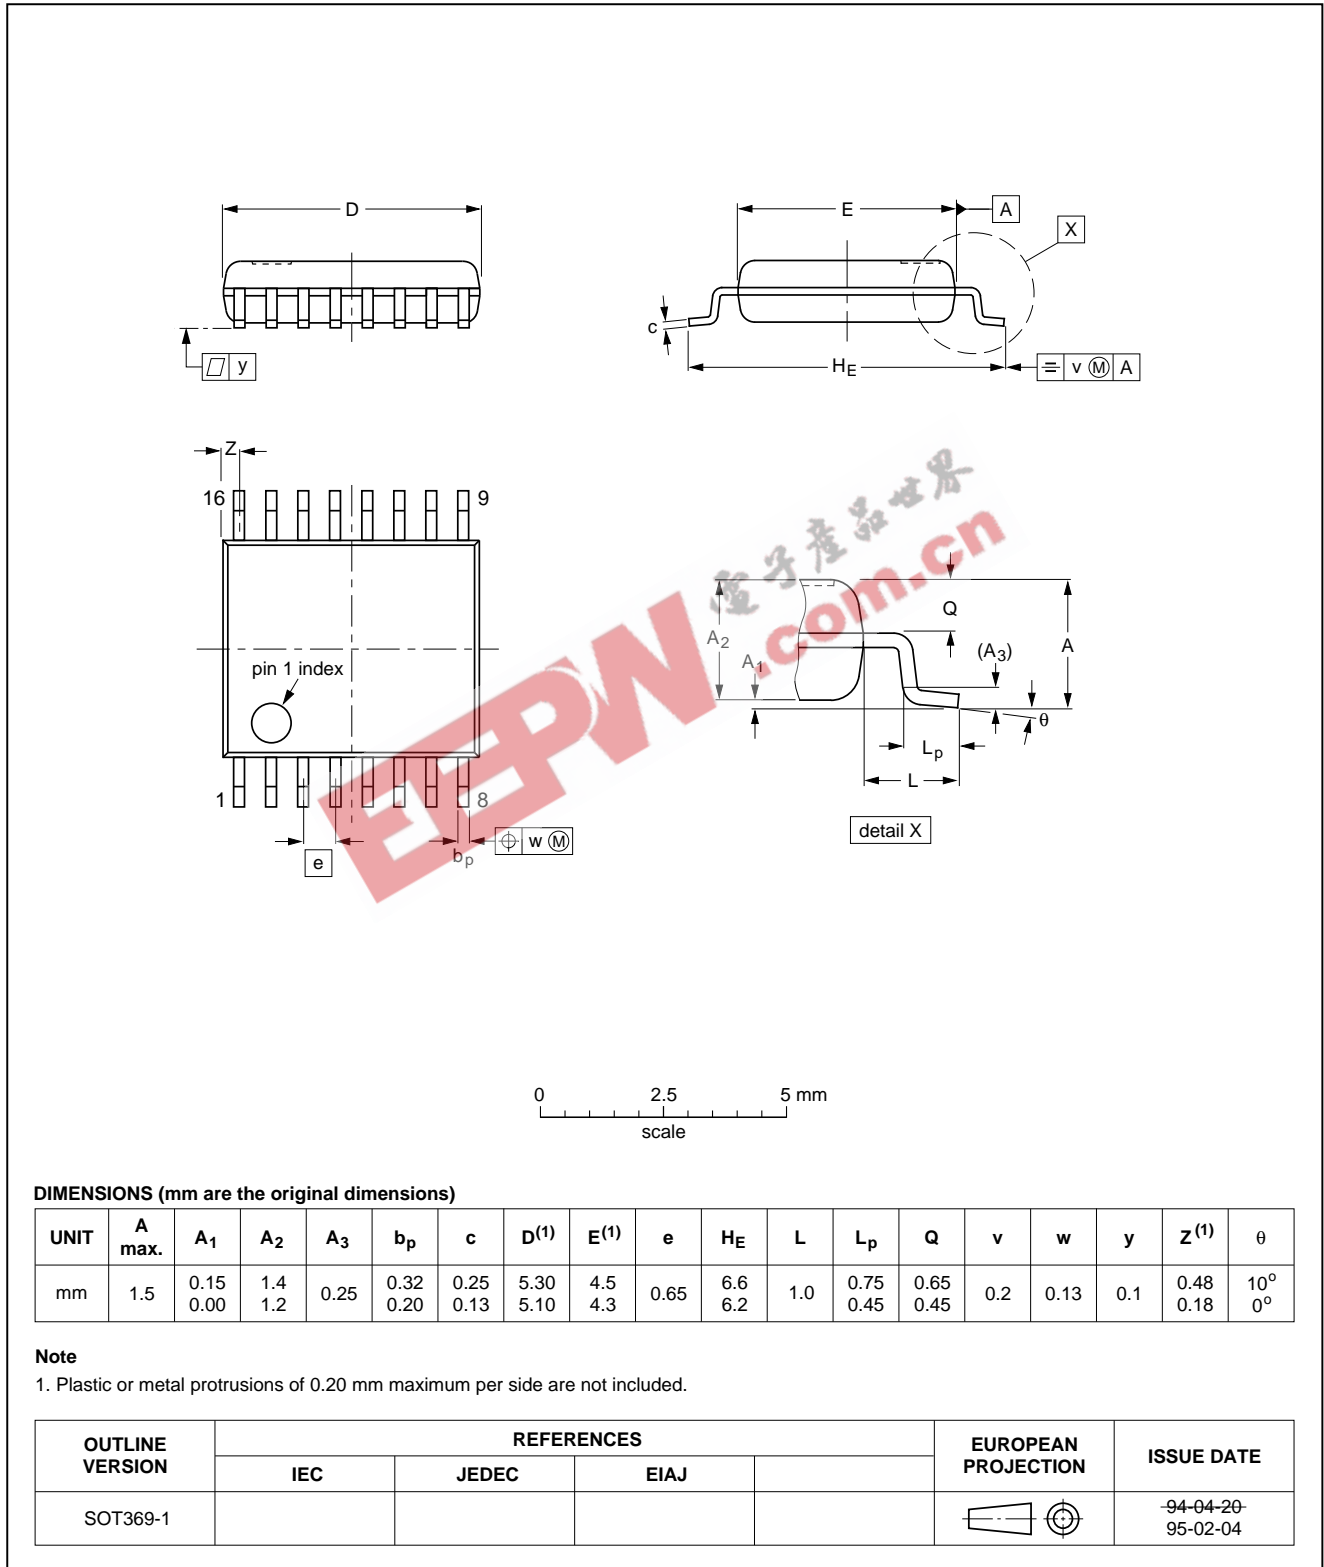 D
E
A
X
y
c
HE
v Ⓜ A
Z
16
9
電子產品世界
.com.cn
EEPW
pin 1 index
1
8
e
bp
w Ⓜ
A2
A1
Q
(A3)
A
θ
Lp
L
detail X
0 2.5 5 mm
scale
DIMENSIONS (mm are the original dimensions)
UNIT A max. A1 A2 A3 bp c D(1) E(1) e HE L Lp Q v w y Z(1) θ
mm 1.5 0.15 0.00 1.4 1.2 0.25 0.32 0.20 0.25 0.13 5.30 5.10 4.5 4.3 0.65 6.6 6.2 1.0 0.75 0.45 0.65 0.45 0.2 0.13 0.1 0.48 0.18 10° 0°
Note
1. Plastic or metal protrusions of 0.20 mm maximum per side are not included.
OUTLINE VERSION REFERENCES EUROPEAN PROJECTION ISSUE DATE
IEC JEDEC EIAJ
SOT369-1 94-04-20
95-02-04